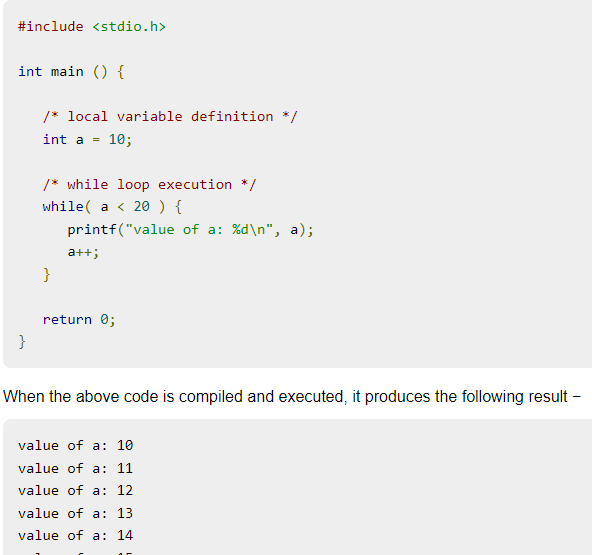 #include <stdio.h>
int main () {
/* local variable definition */
int a = 10;
/* while loop execution */
while( a < 20 ) {
printf("value of a: %d\n", a);
a++;
}
return 0;
}
When the above code is compiled and executed, it produces the following result −
value of a: 10
value of a: 11
value of a: 12
value of a: 13
value of a: 14